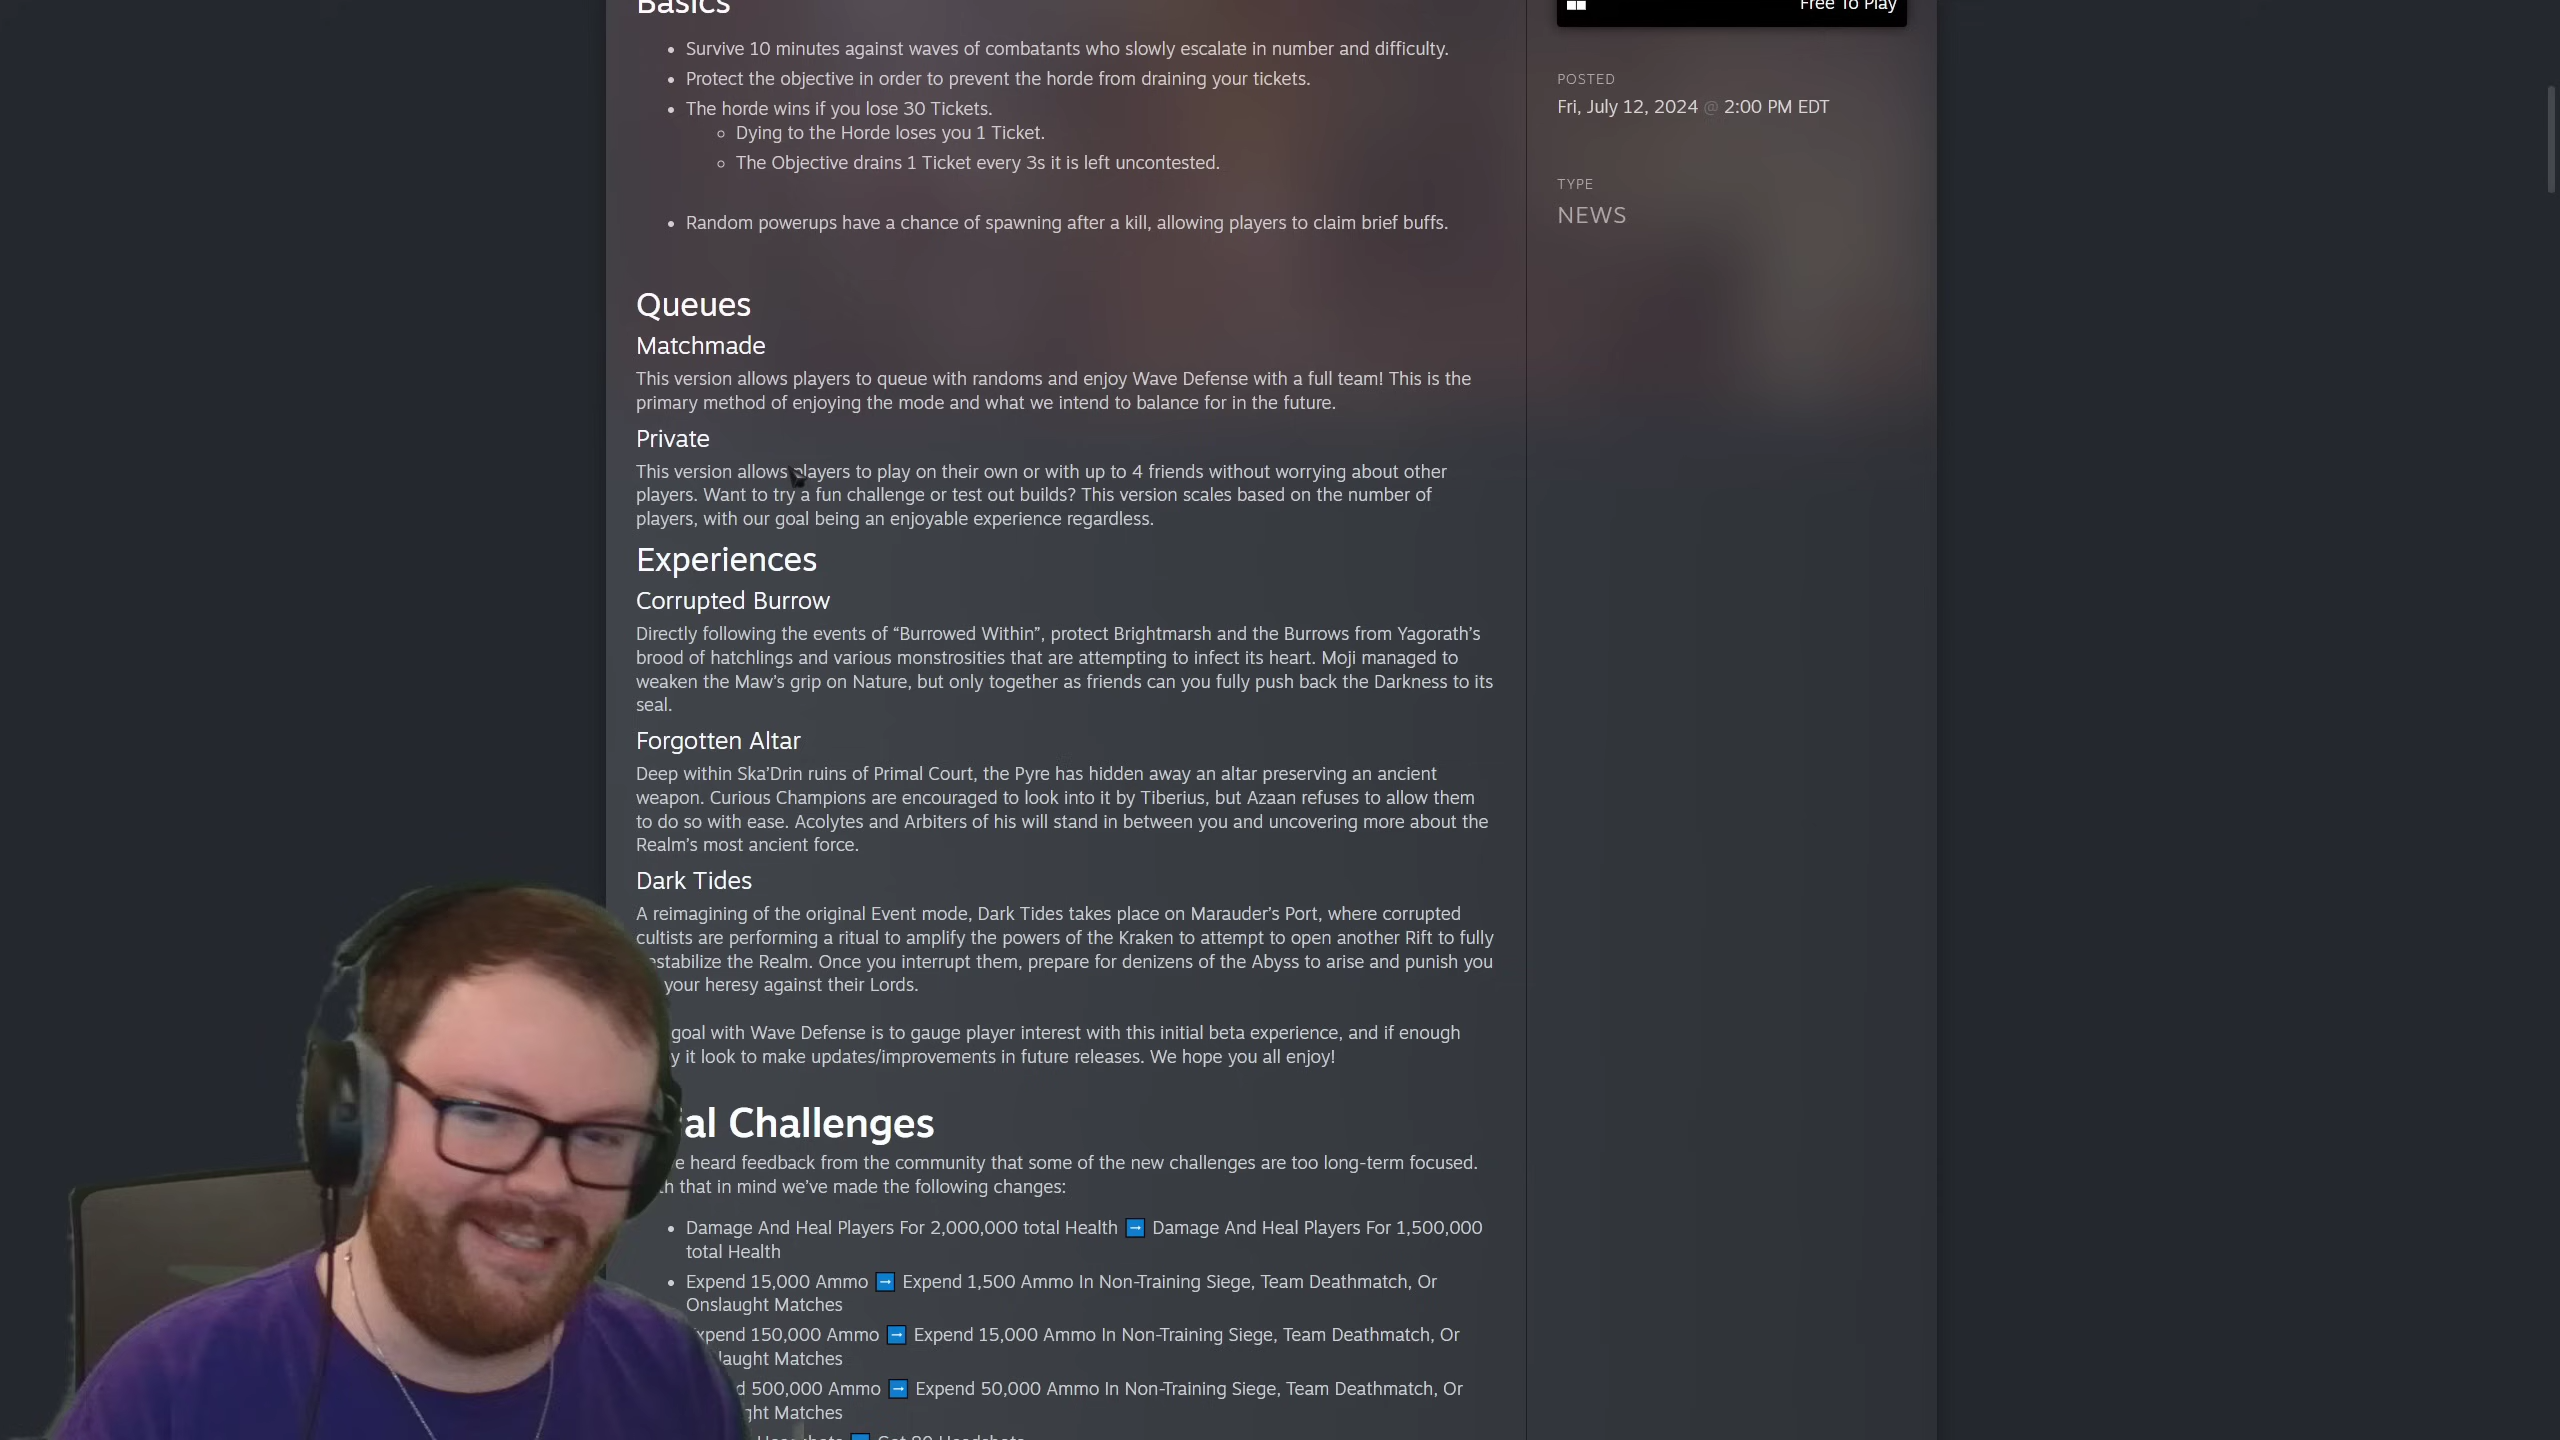 Basics
Survive 10 minutes against waves of combatants who slowly escalate in number and difficulty.
Protect the objective in order to prevent the horde from draining your tickets.
The horde wins if you lose 30 Tickets.
Dying to the Horde loses you 1 Ticket.
The Objective drains 1 Ticket every 3s it is left uncontested.
Random powerups have a chance of spawning after a kill, allowing players to claim brief buffs.
Queues
Matchmade
This version allows players to queue with randoms and enjoy Wave Defense with a full team! This is the
primary method of enjoying the mode and what we intend to balance for in the future.
Private
This version allows players to play on their own or with up to 4 friends without worrying about other
players. Want to try a fun challenge or test out builds? This version scales based on the number of
players, with our goal being an enjoyable experience regardless.
Experiences
Corrupted Burrow
Directly following the events of “Burrowed Within”, protect Brightmarsh and the Burrows from Yagorath’s
brood of hatchlings and various monstrosities that are attempting to infect its heart. Moji managed to
weaken the Maw’s grip on Nature, but only together as friends can you fully push back the Darkness to its
seal.
Forgotten Altar
Deep within Ska’Drin ruins of Primal Court, the Pyre has hidden away an altar preserving an ancient
weapon. Curious Champions are encouraged to look into it by Tiberius, but Azaan refuses to allow them
to do so with ease. Acolytes and Arbiters of his will stand in between you and uncovering more about the
Realm’s most ancient force.
Dark Tides
A reimagining of the original Event mode, Dark Tides takes place on Marauder’s Port, where corrupted
cultists are performing a ritual to amplify the powers of the Kraken to attempt to open another Rift to fully
estabilize the Realm. Once you interrupt them, prepare for denizens of the Abyss to arise and punish you
your heresy against their Lords.
goal with Wave Defense is to gauge player interest with this initial beta experience, and if enough
y it look to make updates/improvements in future releases. We hope you all enjoy!
al Challenges
e heard feedback from the community that some of the new challenges are too long-term focused.
that in mind we’ve made the following changes:
Damage And Heal Players For 2,000,000 total Health ➡ Damage And Heal Players For 1,500,000
total Health
Expend 15,000 Ammo ➡ Expend 1,500 Ammo In Non-Training Siege, Team Deathmatch, Or
Onslaught Matches
xpend 150,000 Ammo ➡ Expend 15,000 Ammo In Non-Training Siege, Team Deathmatch, Or
laught Matches
d 500,000 Ammo ➡ Expend 50,000 Ammo In Non-Training Siege, Team Deathmatch, Or
ght Matches
Free To Play
POSTED
Fri, July 12, 2024 @ 2:00 PM EDT
TYPE
NEWS